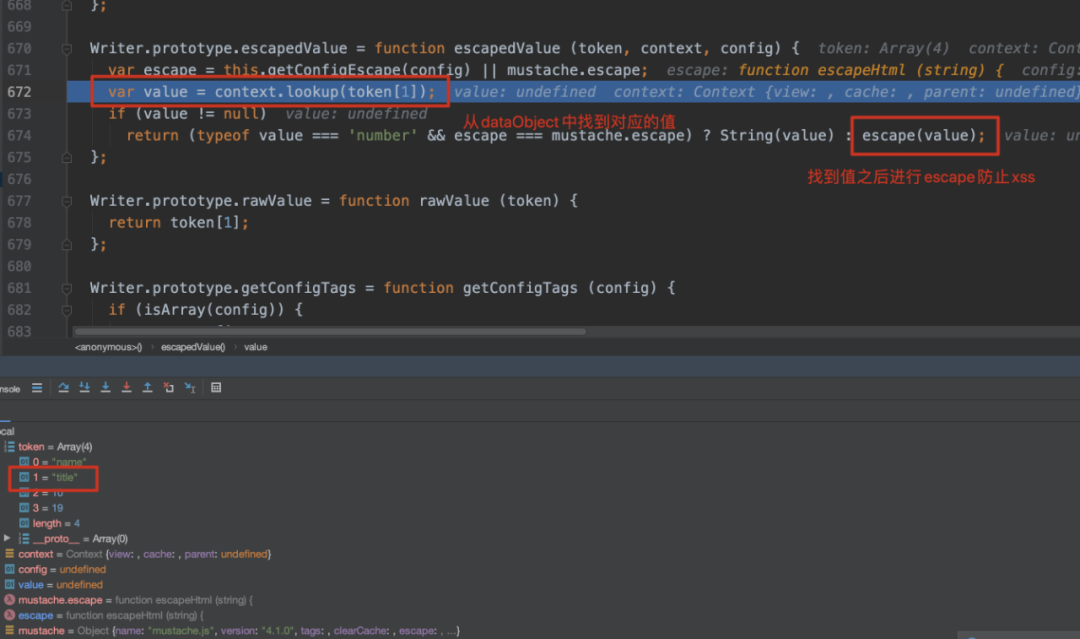 668 };
669
670 Writer.prototype.escapedValue = function escapedValue (token, context, config) { token: Array(4) context: Cont
671 var escape = this.getConfigEscape(config) || mustache.escape; escape: function escapeHtml (string) { config:
672 var value = context.lookup(token[1]); value: undefined context: Context {view: , cache: , parent: undefined}
673 if (value != null) value: undefined
从dataObject中找到对应的值
674 return (typeof value === 'number' && escape === mustache.escape) ? String(value) : escape(value); value: un
675 };
676
找到值之后进行escape防止xss
677 Writer.prototype.rawValue = function rawValue (token) {
678 return token[1];
679 };
680
681 Writer.prototype.getConfigTags = function getConfigTags (config) {
682 if (isArray(config)) {
683
<anonymous>() › escapedValue() › value
nsole
ocal
token = Array(4)
0 = "name"
1 = "title"
2 = 10
3 = 19
length = 4
__proto__ = Array(0)
context = Context {view: , cache: , parent: undefined}
config = undefined
value = undefined
mustache.escape = function escapeHtml (string) {
escape = function escapeHtml (string) {
mustache = Object {name: "mustache.js", version: "4.1.0", tags: , clearCache: , escape: , ...}